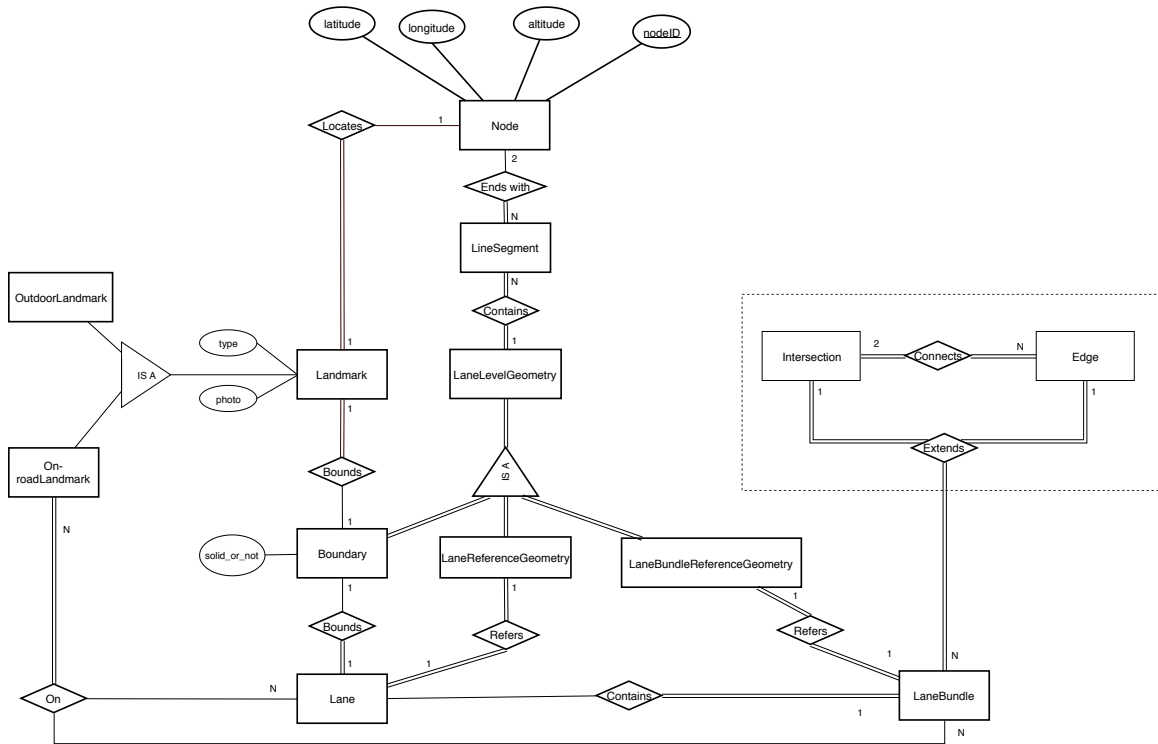 latitude
longitude
altitude
nodeID
Locates
1
Node
2
Ends with
N
LineSegment
N
OutdoorLandmark
Contains
type
1
1
Intersection
2
Connects
N
Edge
IS A
Landmark
LaneLevelGeometry
photo
1
1
1
On-
roadLandmark
Extends
Bounds
IS A
N
1
solid_or_not
Boundary
LaneReferenceGeometry
LaneBundleReferenceGeometry
1
1
1
Bounds
Refers
Refers
1
1
1
N
N
On
Lane
Contains
LaneBundle
1
N